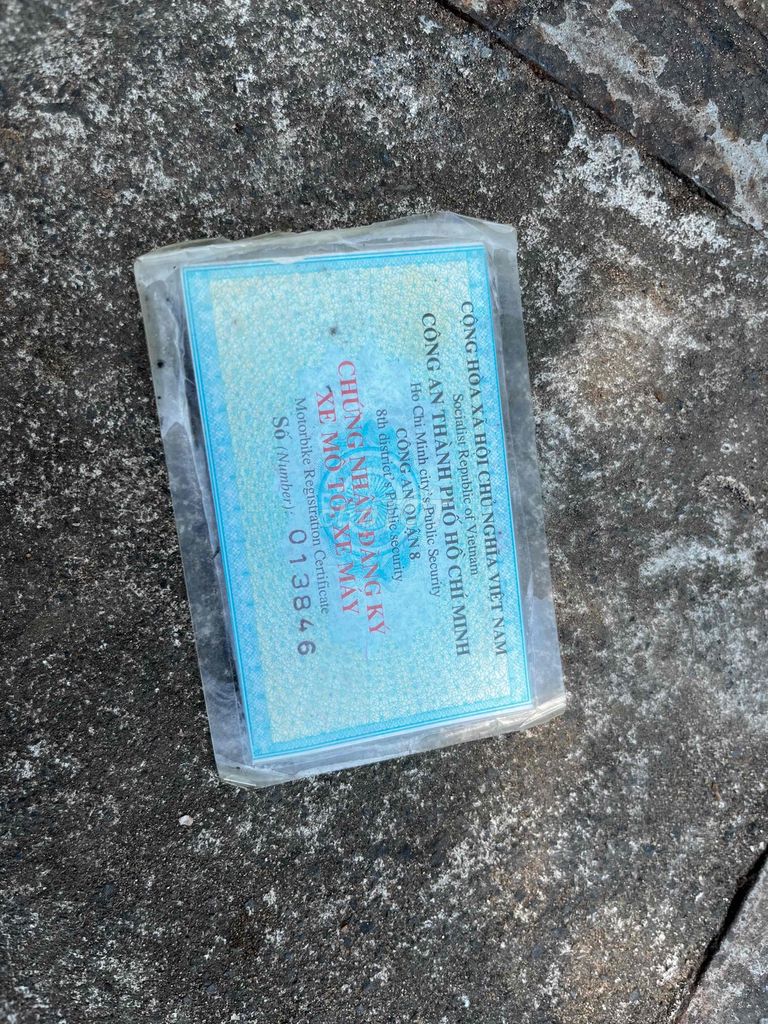 CỘNG HÒA XÃ HỘI CHỦ NGHĨA VIỆT NAM
Socialist Republic of Vietnam
CÔNG AN THÀNH PHỐ HỒ CHÍ MINH
Ho Chi Minh city's Public Security
CÔNG AN QUẬN 8
8th district's Public security
CHỨNG NHẬN ĐĂNG KÝ
XE MÔ TÔ, XE MÁY
Motorbike Registration Certificate
Số (Number): 013846